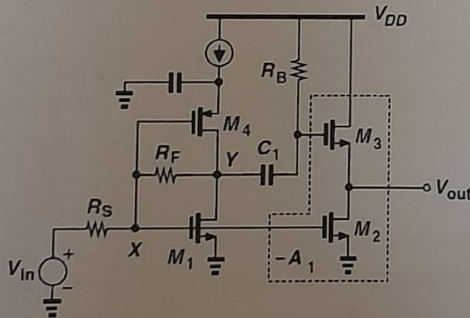 V_DD
R_B
M_4
M_3
R_F
Y
C_1
V_out
R_S
M_2
X
M_1
−A_1
V_in
+
−